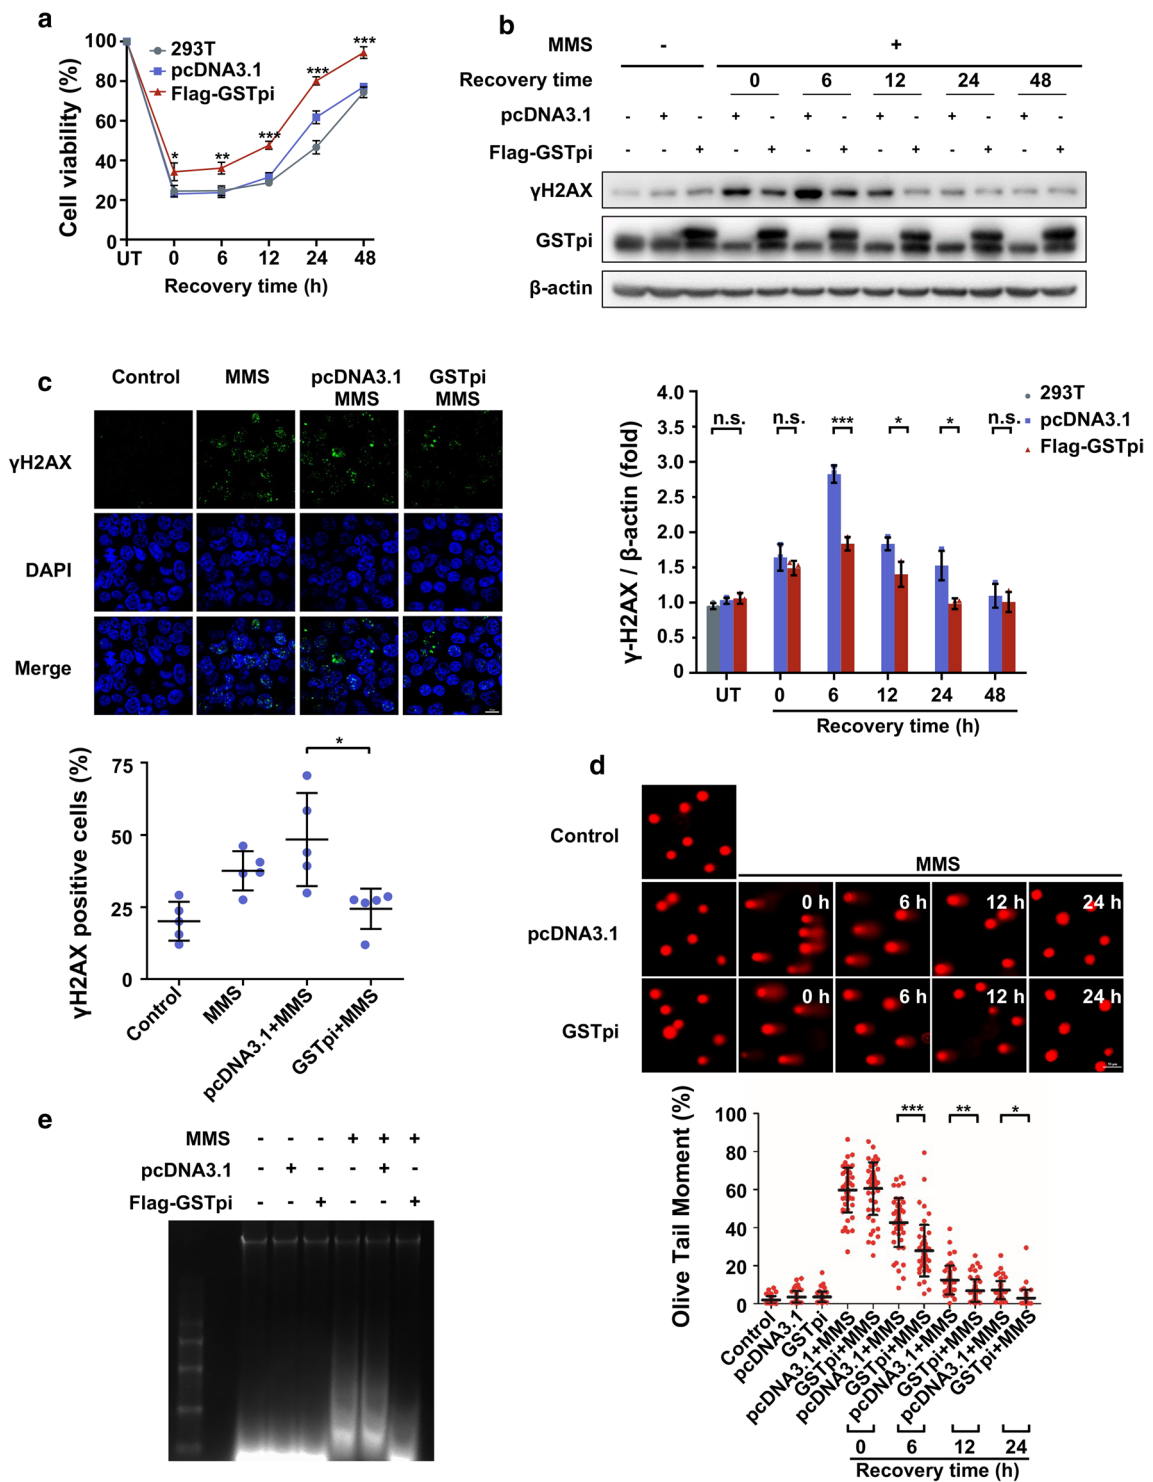 a
100
80
60
40
20
0
Cell viability (%)
293T
pcDNA3.1
Flag-GSTpi
*
**
***
***
***
UT 0 6 12 24 48
Recovery time (h)
b
MMS - +
Recovery time 0 6 12 24 48
pcDNA3.1 - + - + - + - + - + - + -
Flag-GSTpi - - + - + - + - + - + - +
γH2AX
GSTpi
β-actin
4.0
3.5
3.0
2.5
2.0
1.5
1.0
0.5
0
γ-H2AX / β-actin (fold)
293T
pcDNA3.1
Flag-GSTpi
n.s. n.s. *** * * n.s.
UT 0 6 12 24 48
Recovery time (h)
c
Control MMS pcDNA3.1 MMS GSTpi MMS
γH2AX
DAPI
Merge
75
50
25
0
γH2AX positive cells (%)
*
Control MMS pcDNA3.1+MMS GSTpi+MMS
d
Control
MMS
pcDNA3.1 0 h 6 h 12 h 24 h
GSTpi 0 h 6 h 12 h 24 h
100
80
60
40
20
0
Olive Tail Moment (%)
*** ** *
Control pcDNA3.1 GSTpi pcDNA3.1+MMS GSTpi+MMS pcDNA3.1+MMS GSTpi+MMS pcDNA3.1+MMS GSTpi+MMS pcDNA3.1+MMS GSTpi+MMS
0 6 12 24
Recovery time (h)
e
MMS - - - + + +
pcDNA3.1 - + - - + -
Flag-GSTpi - - + - - +